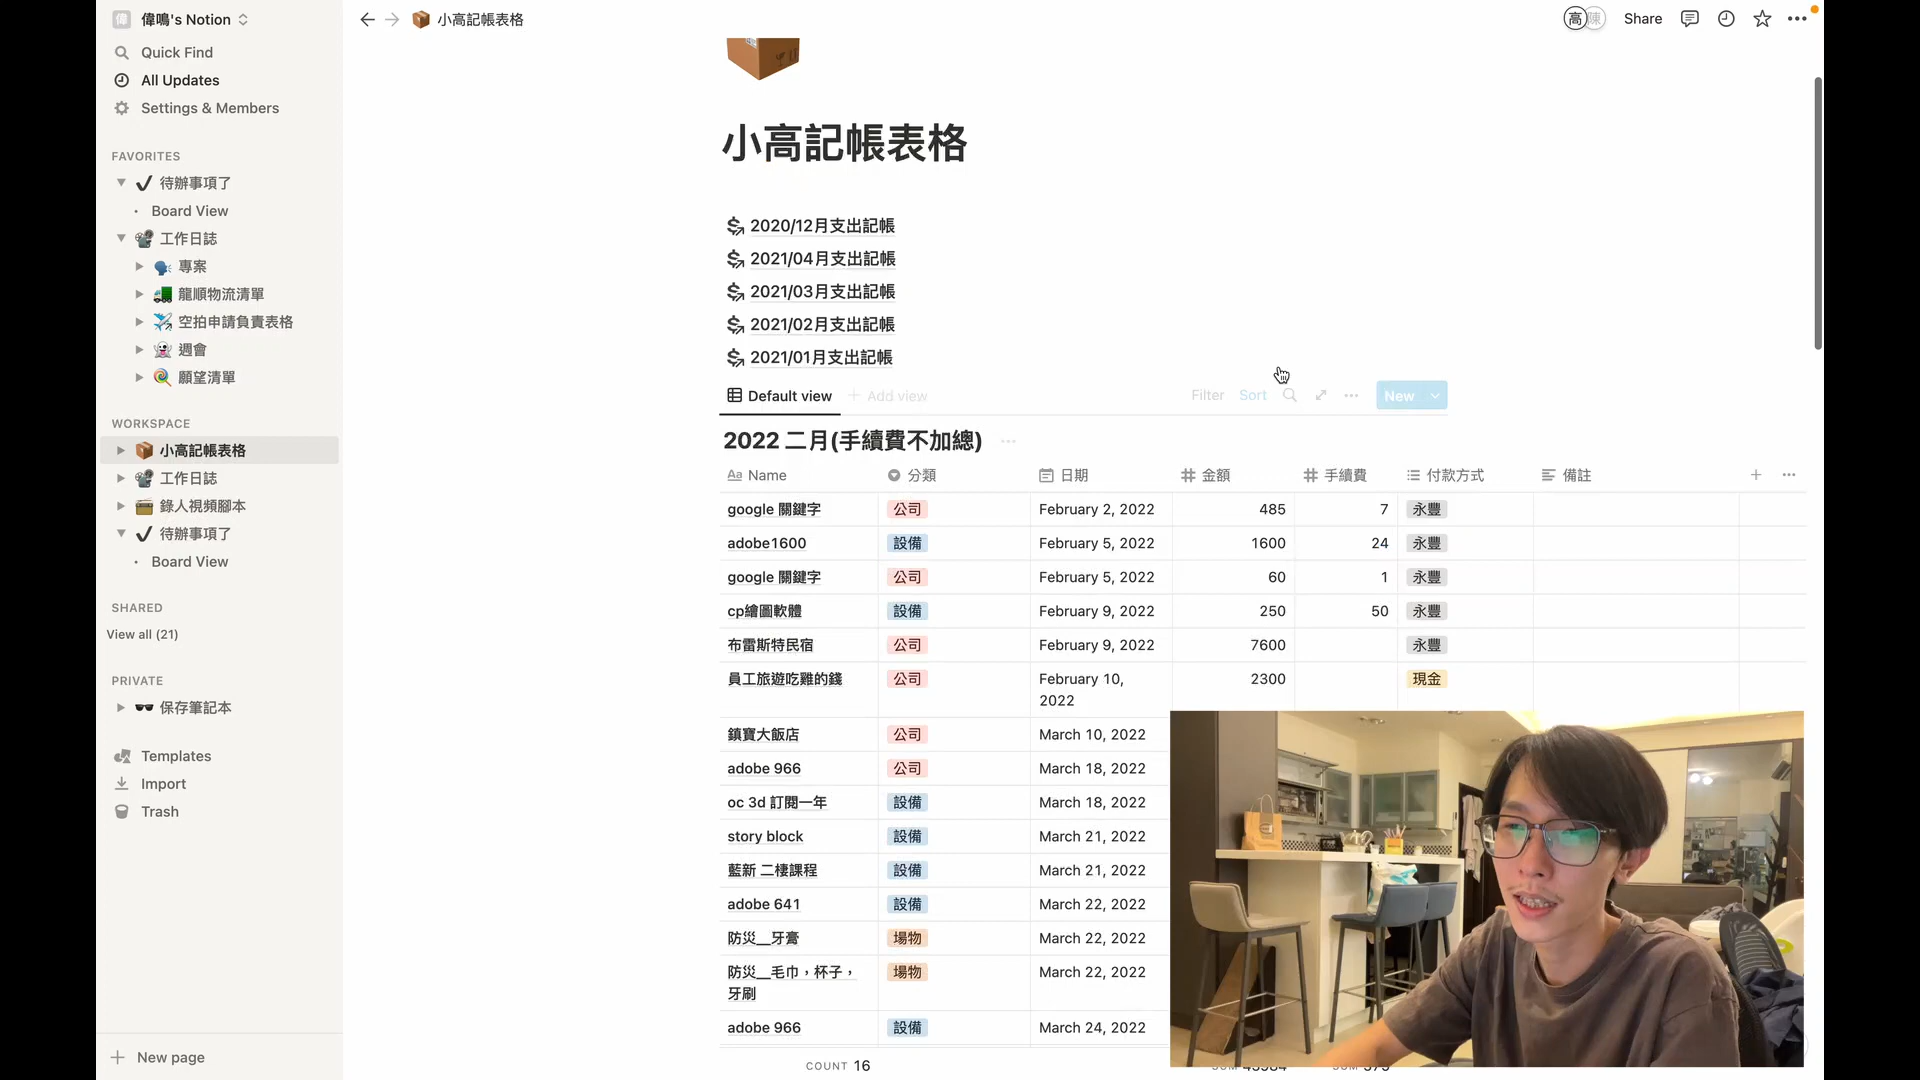 偉 偉鳴's Notion
Quick Find
All Updates
Settings & Members
FAVORITES
待辦事項了
Board View
工作日誌
專案
龍順物流清單
空拍申請負責表格
週會
願望清單
WORKSPACE
小高記帳表格
工作日誌
錄人視頻腳本
待辦事項了
Board View
SHARED
View all (21)
PRIVATE
保存筆記本
Templates
Import
Trash
New page
小高記帳表格
高 陳 Share
小高記帳表格
2020/12月支出記帳
2021/04月支出記帳
2021/03月支出記帳
2021/02月支出記帳
2021/01月支出記帳
Default view + Add view Filter Sort New
2022 二月(手續費不加總)
Aa Name 分類 日期 金額 手續費 付款方式 備註
google 關鍵字 公司 February 2, 2022 485 7 永豐
adobe1600 設備 February 5, 2022 1600 24 永豐
google 關鍵字 公司 February 5, 2022 60 1 永豐
cp繪圖軟體 設備 February 9, 2022 250 50 永豐
布雷斯特民宿 公司 February 9, 2022 7600 永豐
員工旅遊吃雞的錢 公司 February 10, 2022 2300 現金
鎮寶大飯店 公司 March 10, 2022
adobe 966 公司 March 18, 2022
oc 3d 訂閱一年 設備 March 18, 2022
story block 設備 March 21, 2022
藍新 二棲課程 設備 March 21, 2022
adobe 641 設備 March 22, 2022
防災__牙膏 場物 March 22, 2022
防災__毛巾，杯子，牙刷 場物 March 22, 2022
adobe 966 設備 March 24, 2022
COUNT 16